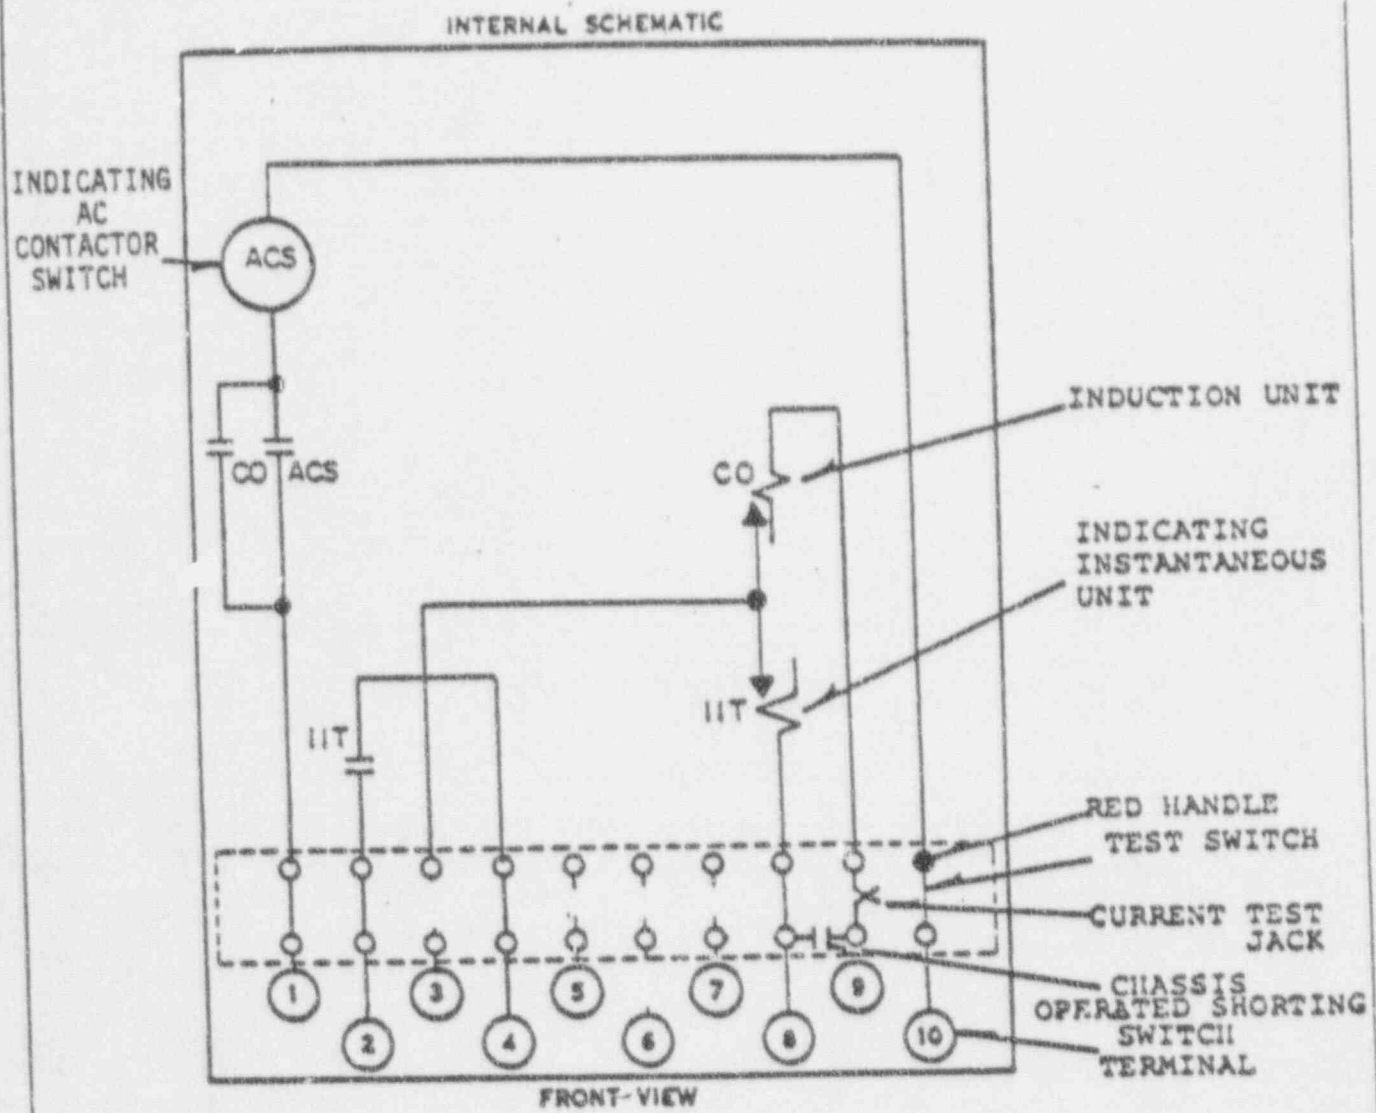 INTERNAL SCHEMATIC
INDICATING
AC
CONTACTOR
SWITCH
ACS
CO
ACS
CO
INDUCTION UNIT
INDICATING
INSTANTANEOUS
UNIT
IIT
IIT
RED HANDLE
TEST SWITCH
CURRENT TEST
JACK
CHASSIS
OPERATED SHORTING
SWITCH
TERMINAL
1
2
3
4
5
6
7
8
9
10
FRONT-VIEW